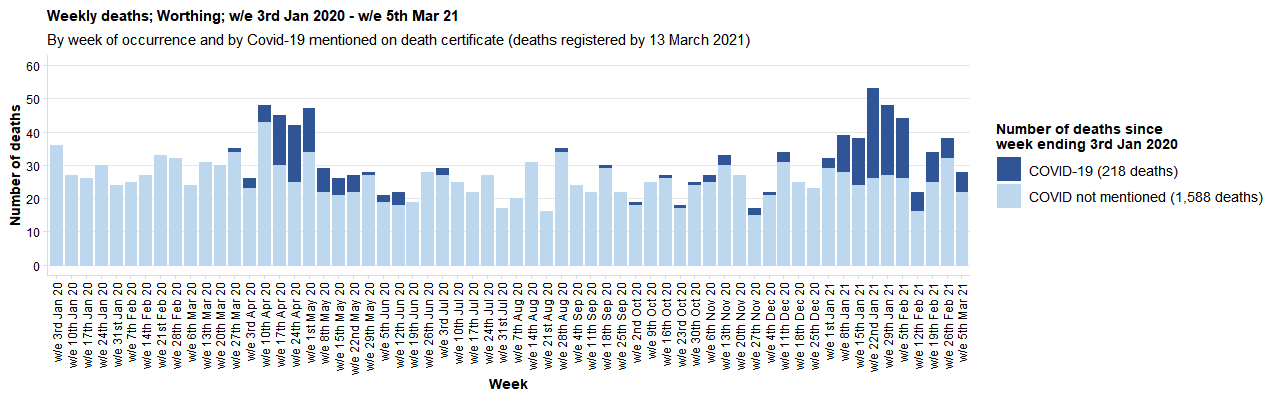 Weekly deaths; Worthing; w/e 3rd Jan 2020 - w/e 5th Mar 21
By week of occurrence and by Covid-19 mentioned on death certificate (deaths registered by 13 March 2021)
Number of deaths
60
50
40
30
20
10
0
w/e 3rd Jan 20
w/e 10th Jan 20
w/e 17th Jan 20
w/e 24th Jan 20
w/e 31st Jan 20
w/e 7th Feb 20
w/e 14th Feb 20
w/e 21st Feb 20
w/e 28th Feb 20
w/e 6th Mar 20
w/e 13th Mar 20
w/e 20th Mar 20
w/e 27th Mar 20
w/e 3rd Apr 20
w/e 10th Apr 20
w/e 17th Apr 20
w/e 24th Apr 20
w/e 1st May 20
w/e 8th May 20
w/e 15th May 20
w/e 22nd May 20
w/e 29th May 20
w/e 5th Jun 20
w/e 12th Jun 20
w/e 19th Jun 20
w/e 26th Jun 20
w/e 3rd Jul 20
w/e 10th Jul 20
w/e 17th Jul 20
w/e 24th Jul 20
w/e 31st Jul 20
w/e 7th Aug 20
w/e 14th Aug 20
w/e 21st Aug 20
w/e 28th Aug 20
w/e 4th Sep 20
w/e 11th Sep 20
w/e 18th Sep 20
w/e 25th Sep 20
w/e 2nd Oct 20
w/e 9th Oct 20
w/e 16th Oct 20
w/e 23rd Oct 20
w/e 30th Oct 20
w/e 6th Nov 20
w/e 13th Nov 20
w/e 20th Nov 20
w/e 27th Nov 20
w/e 4th Dec 20
w/e 11th Dec 20
w/e 18th Dec 20
w/e 25th Dec 20
w/e 1st Jan 21
w/e 8th Jan 21
w/e 15th Jan 21
w/e 22nd Jan 21
w/e 29th Jan 21
w/e 5th Feb 21
w/e 12th Feb 21
w/e 19th Feb 21
w/e 26th Feb 21
w/e 5th Mar 21
Week
Number of deaths since
week ending 3rd Jan 2020
COVID-19 (218 deaths)
COVID not mentioned (1,588 deaths)